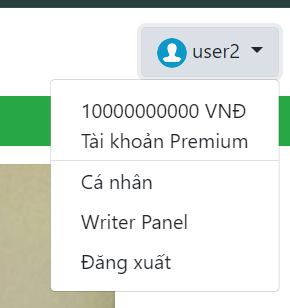 user2
10000000000 VNĐ
Tài khoản Premium
Cá nhân
Writer Panel
Đăng xuất